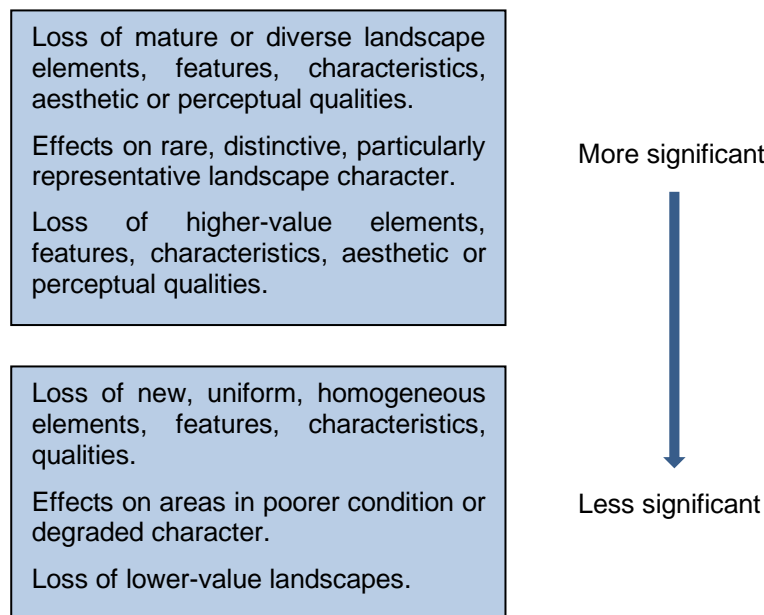 Loss of mature or diverse landscape
elements, features, characteristics,
aesthetic or perceptual qualities.
Effects on rare, distinctive, particularly
representative landscape character.
Loss of higher-value elements,
features, characteristics, aesthetic or
perceptual qualities.
More significant
Loss of new, uniform, homogeneous
elements, features, characteristics,
qualities.
Effects on areas in poorer condition or
degraded character.
Loss of lower-value landscapes.
Less significant